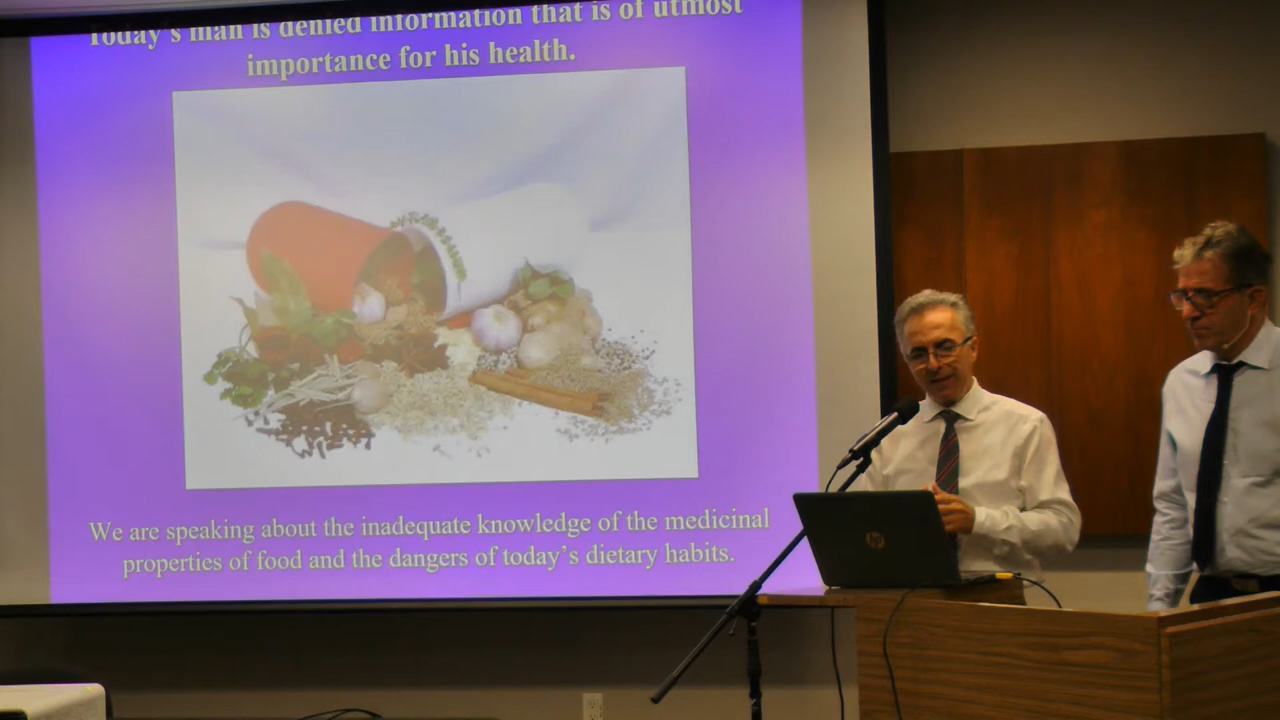 Today's man is denied information that is of utmost
importance for his health.
We are speaking about the inadequate knowledge of the medicinal
properties of food and the dangers of today's dietary habits.
hp